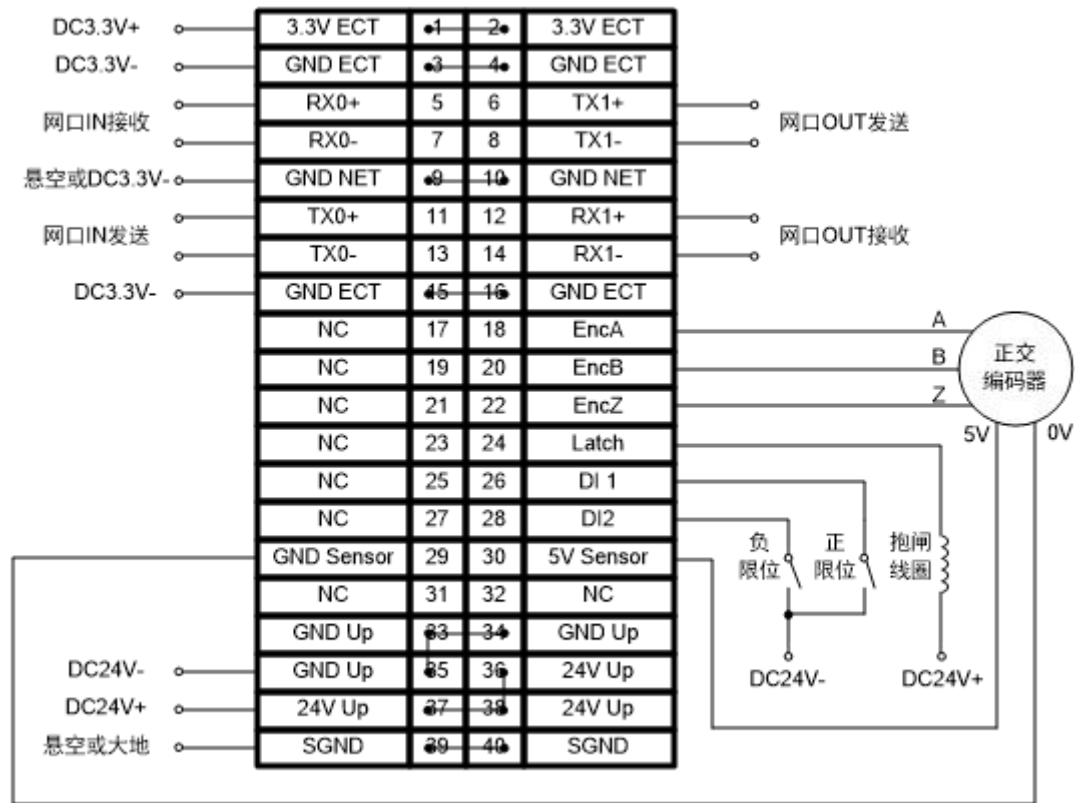 DC3.3V+ 3.3V ECT 1 2 3.3V ECT
DC3.3V- GND ECT 3 4 GND ECT
RX0+ 5 6 TX1+
网口IN接收 网口OUT发送
RX0- 7 8 TX1-
悬空或DC3.3V- GND NET 9 10 GND NET
TX0+ 11 12 RX1+
网口IN发送 网口OUT接收
TX0- 13 14 RX1-
DC3.3V- GND ECT 15 16 GND ECT
NC 17 18 EncA A
NC 19 20 EncB B
正交
编码器
NC 21 22 EncZ Z
5V 0V
NC 23 24 Latch
NC 25 26 DI 1
NC 27 28 DI2
负
限位
正
限位
抱闸
线圈
GND Sensor 29 30 5V Sensor
NC 31 32 NC
GND Up 33 34 GND Up
DC24V- GND Up 35 36 24V Up
DC24V- DC24V+
DC24V+ 24V Up 37 38 24V Up
悬空或大地 SGND 39 40 SGND